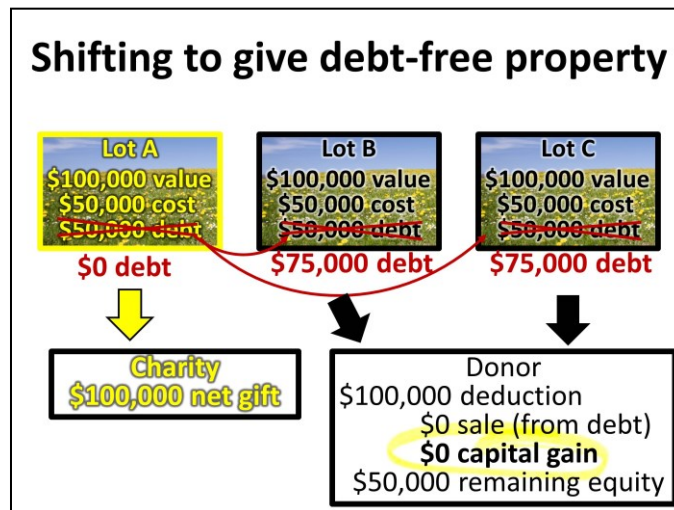 Shifting to give debt-free property
Lot A
$100,000 value
$50,000 cost
$50,000 debt
$0 debt
Lot B
$100,000 value
$50,000 cost
$50,000 debt
$75,000 debt
Lot C
$100,000 value
$50,000 cost
$50,000 debt
$75,000 debt
Charity
$100,000 net gift
Donor
$100,000 deduction
$0 sale (from debt)
$0 capital gain
$50,000 remaining equity